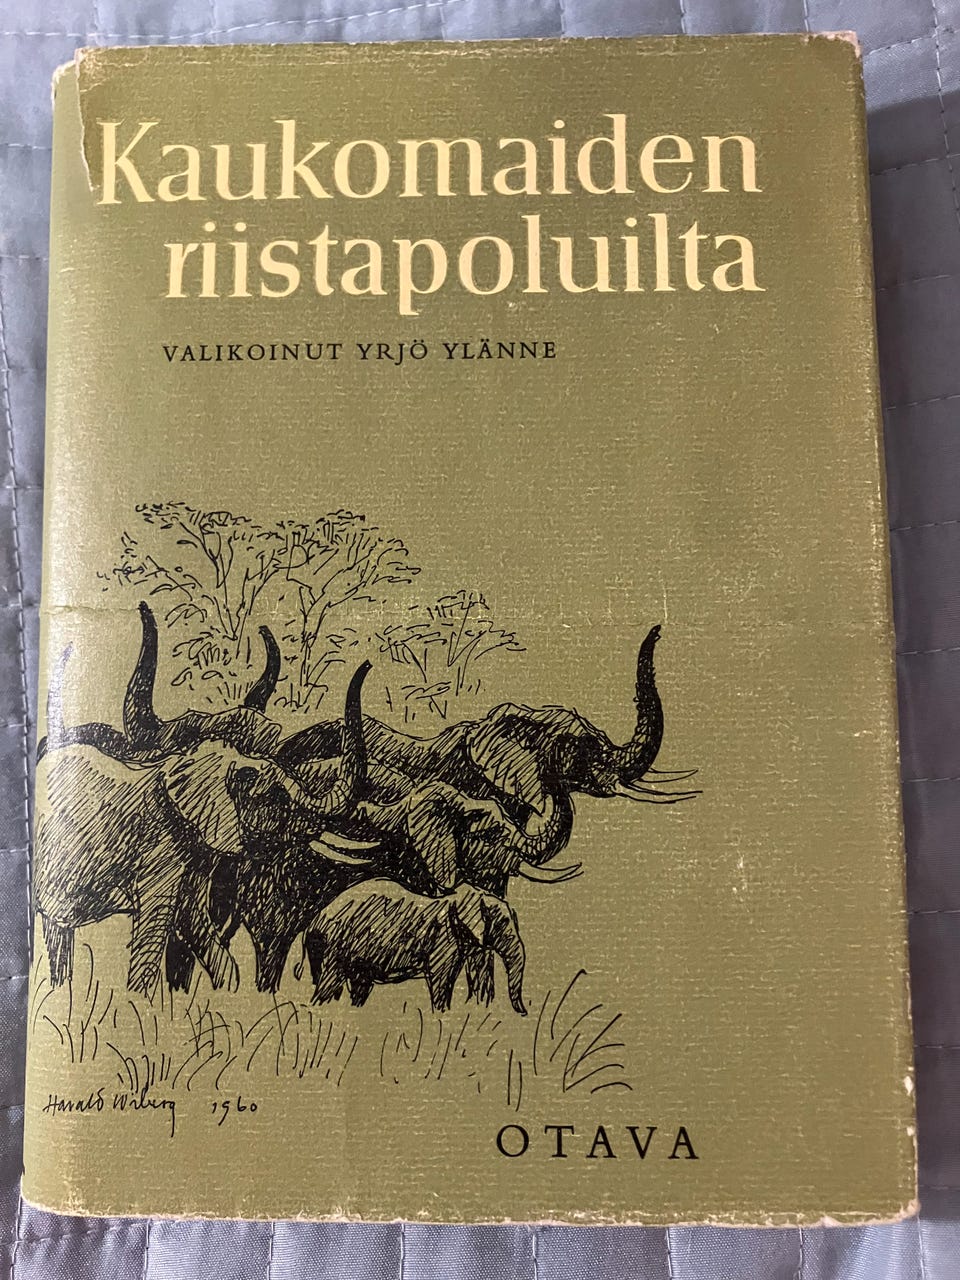 Kaukomaiden
riistapoluilta
VALIKOINUT YRJÖ YLÄNNE
Harald Wiberg 1960
OTAVA